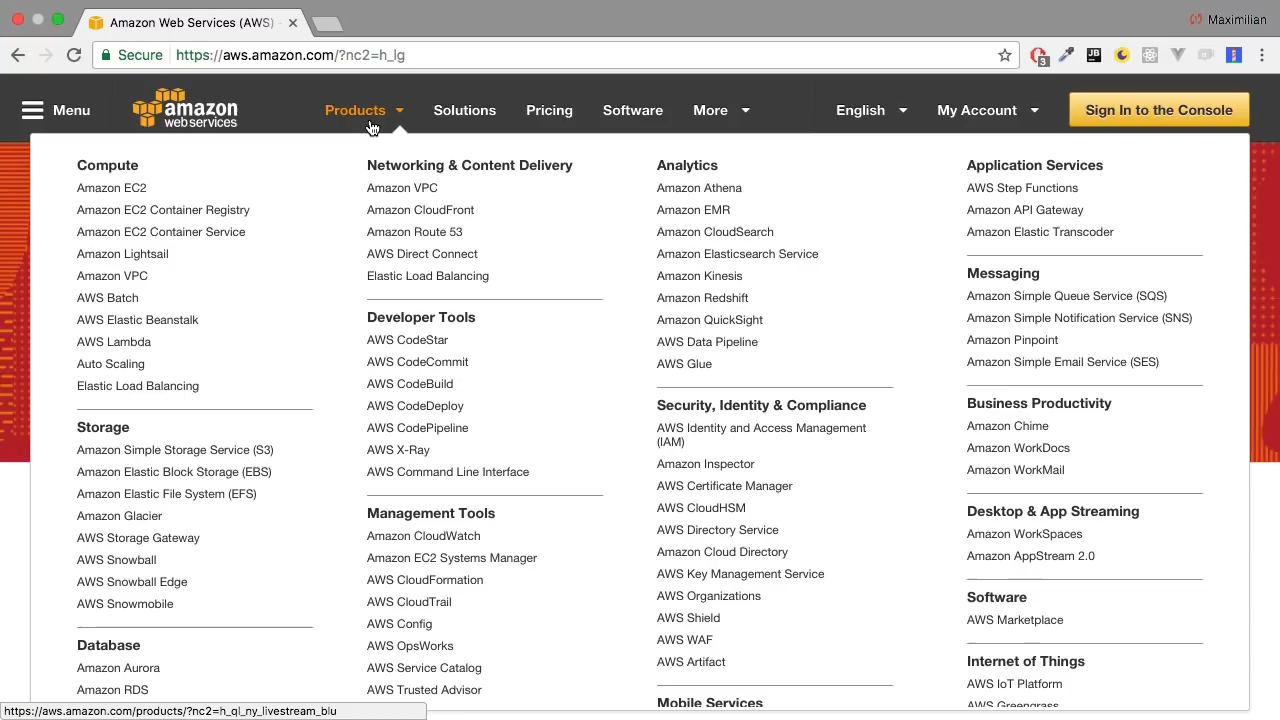 Amazon Web Services (AWS) -
Maximilian
Secure https://aws.amazon.com/?nc2=h_lg
3
JB
Menu
amazon
web services
Products
Solutions
Pricing
Software
More
English
My Account
Sign In to the Console
Compute
Amazon EC2
Amazon EC2 Container Registry
Amazon EC2 Container Service
Amazon Lightsail
Amazon VPC
AWS Batch
AWS Elastic Beanstalk
AWS Lambda
Auto Scaling
Elastic Load Balancing
Storage
Amazon Simple Storage Service (S3)
Amazon Elastic Block Storage (EBS)
Amazon Elastic File System (EFS)
Amazon Glacier
AWS Storage Gateway
AWS Snowball
AWS Snowball Edge
AWS Snowmobile
Database
Amazon Aurora
Amazon RDS
Networking & Content Delivery
Amazon VPC
Amazon CloudFront
Amazon Route 53
AWS Direct Connect
Elastic Load Balancing
Developer Tools
AWS CodeStar
AWS CodeCommit
AWS CodeBuild
AWS CodeDeploy
AWS CodePipeline
AWS X-Ray
AWS Command Line Interface
Management Tools
Amazon CloudWatch
Amazon EC2 Systems Manager
AWS CloudFormation
AWS CloudTrail
AWS Config
AWS OpsWorks
AWS Service Catalog
AWS Trusted Advisor
Analytics
Amazon Athena
Amazon EMR
Amazon CloudSearch
Amazon Elasticsearch Service
Amazon Kinesis
Amazon Redshift
Amazon QuickSight
AWS Data Pipeline
AWS Glue
Security, Identity & Compliance
AWS Identity and Access Management
(IAM)
Amazon Inspector
AWS Certificate Manager
AWS CloudHSM
AWS Directory Service
Amazon Cloud Directory
AWS Key Management Service
AWS Organizations
AWS Shield
AWS WAF
AWS Artifact
Mobile Services
Application Services
AWS Step Functions
Amazon API Gateway
Amazon Elastic Transcoder
Messaging
Amazon Simple Queue Service (SQS)
Amazon Simple Notification Service (SNS)
Amazon Pinpoint
Amazon Simple Email Service (SES)
Business Productivity
Amazon Chime
Amazon WorkDocs
Amazon WorkMail
Desktop & App Streaming
Amazon WorkSpaces
Amazon AppStream 2.0
Software
AWS Marketplace
Internet of Things
AWS IoT Platform
AWS Greengrass
https://aws.amazon.com/products/?nc2=h_ql_ny_livestream_blu